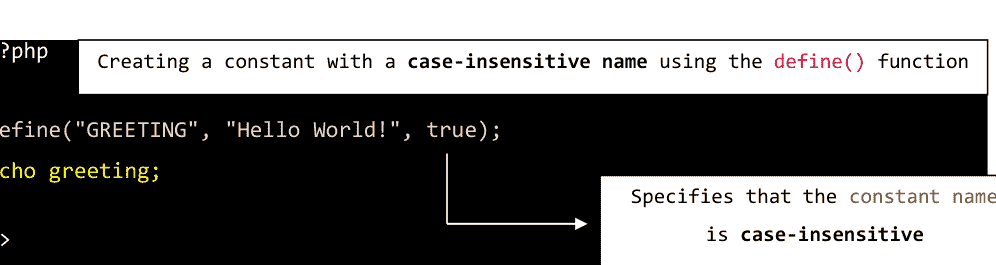 ?php
Creating a constant with a case-insensitive name using the define() function
efine("GREETING", "Hello World!", true);
cho greeting;
Specifies that the constant name
is case-insensitive
>